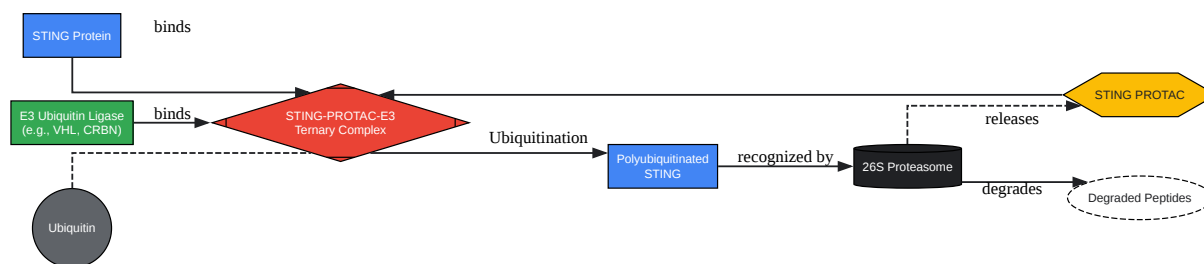 binds
STING Protein
STING PROTAC
E3 Ubiquitin Ligase
(e.g., VHL, CRBN)
binds
STING-PROTAC-E3
Ternary Complex
releases
Ubiquitination
Polyubiquitinated
STING
recognized by
26S Proteasome
degrades
Degraded Peptides
Ubiquitin